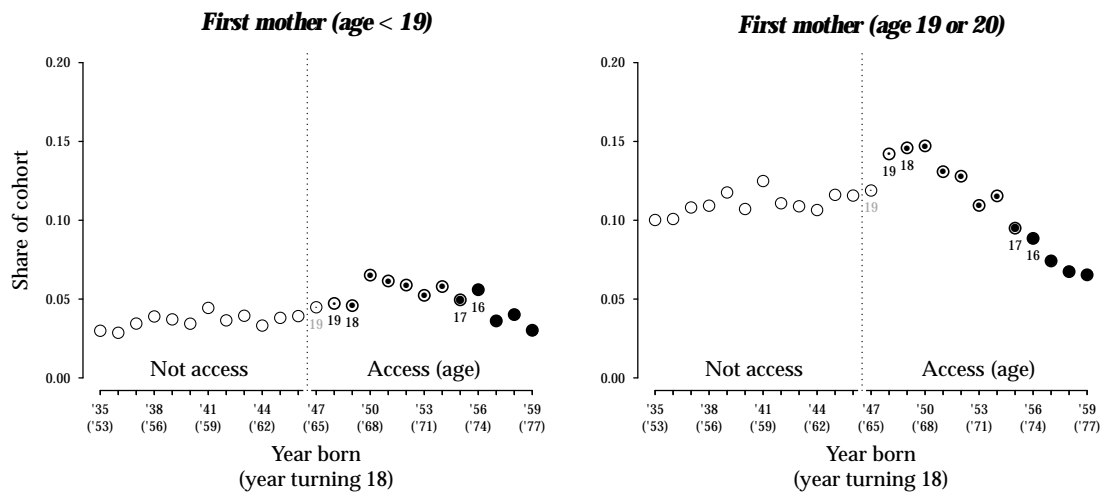 First mother (age < 19)
Share of cohort
0.20
0.15
0.10
0.05
0.00
19 19 18 17 16
Not access Access (age)
'35 '38 '41 '44 '47 '50 '53 '56 '59
('53) ('56) ('59) ('62) ('65) ('68) ('71) ('74) ('77)
Year born
(year turning 18)
First mother (age 19 or 20)
0.20
0.15
0.10
0.05
0.00
19 19 18 17 16
Not access Access (age)
'35 '38 '41 '44 '47 '50 '53 '56 '59
('53) ('56) ('59) ('62) ('65) ('68) ('71) ('74) ('77)
Year born
(year turning 18)